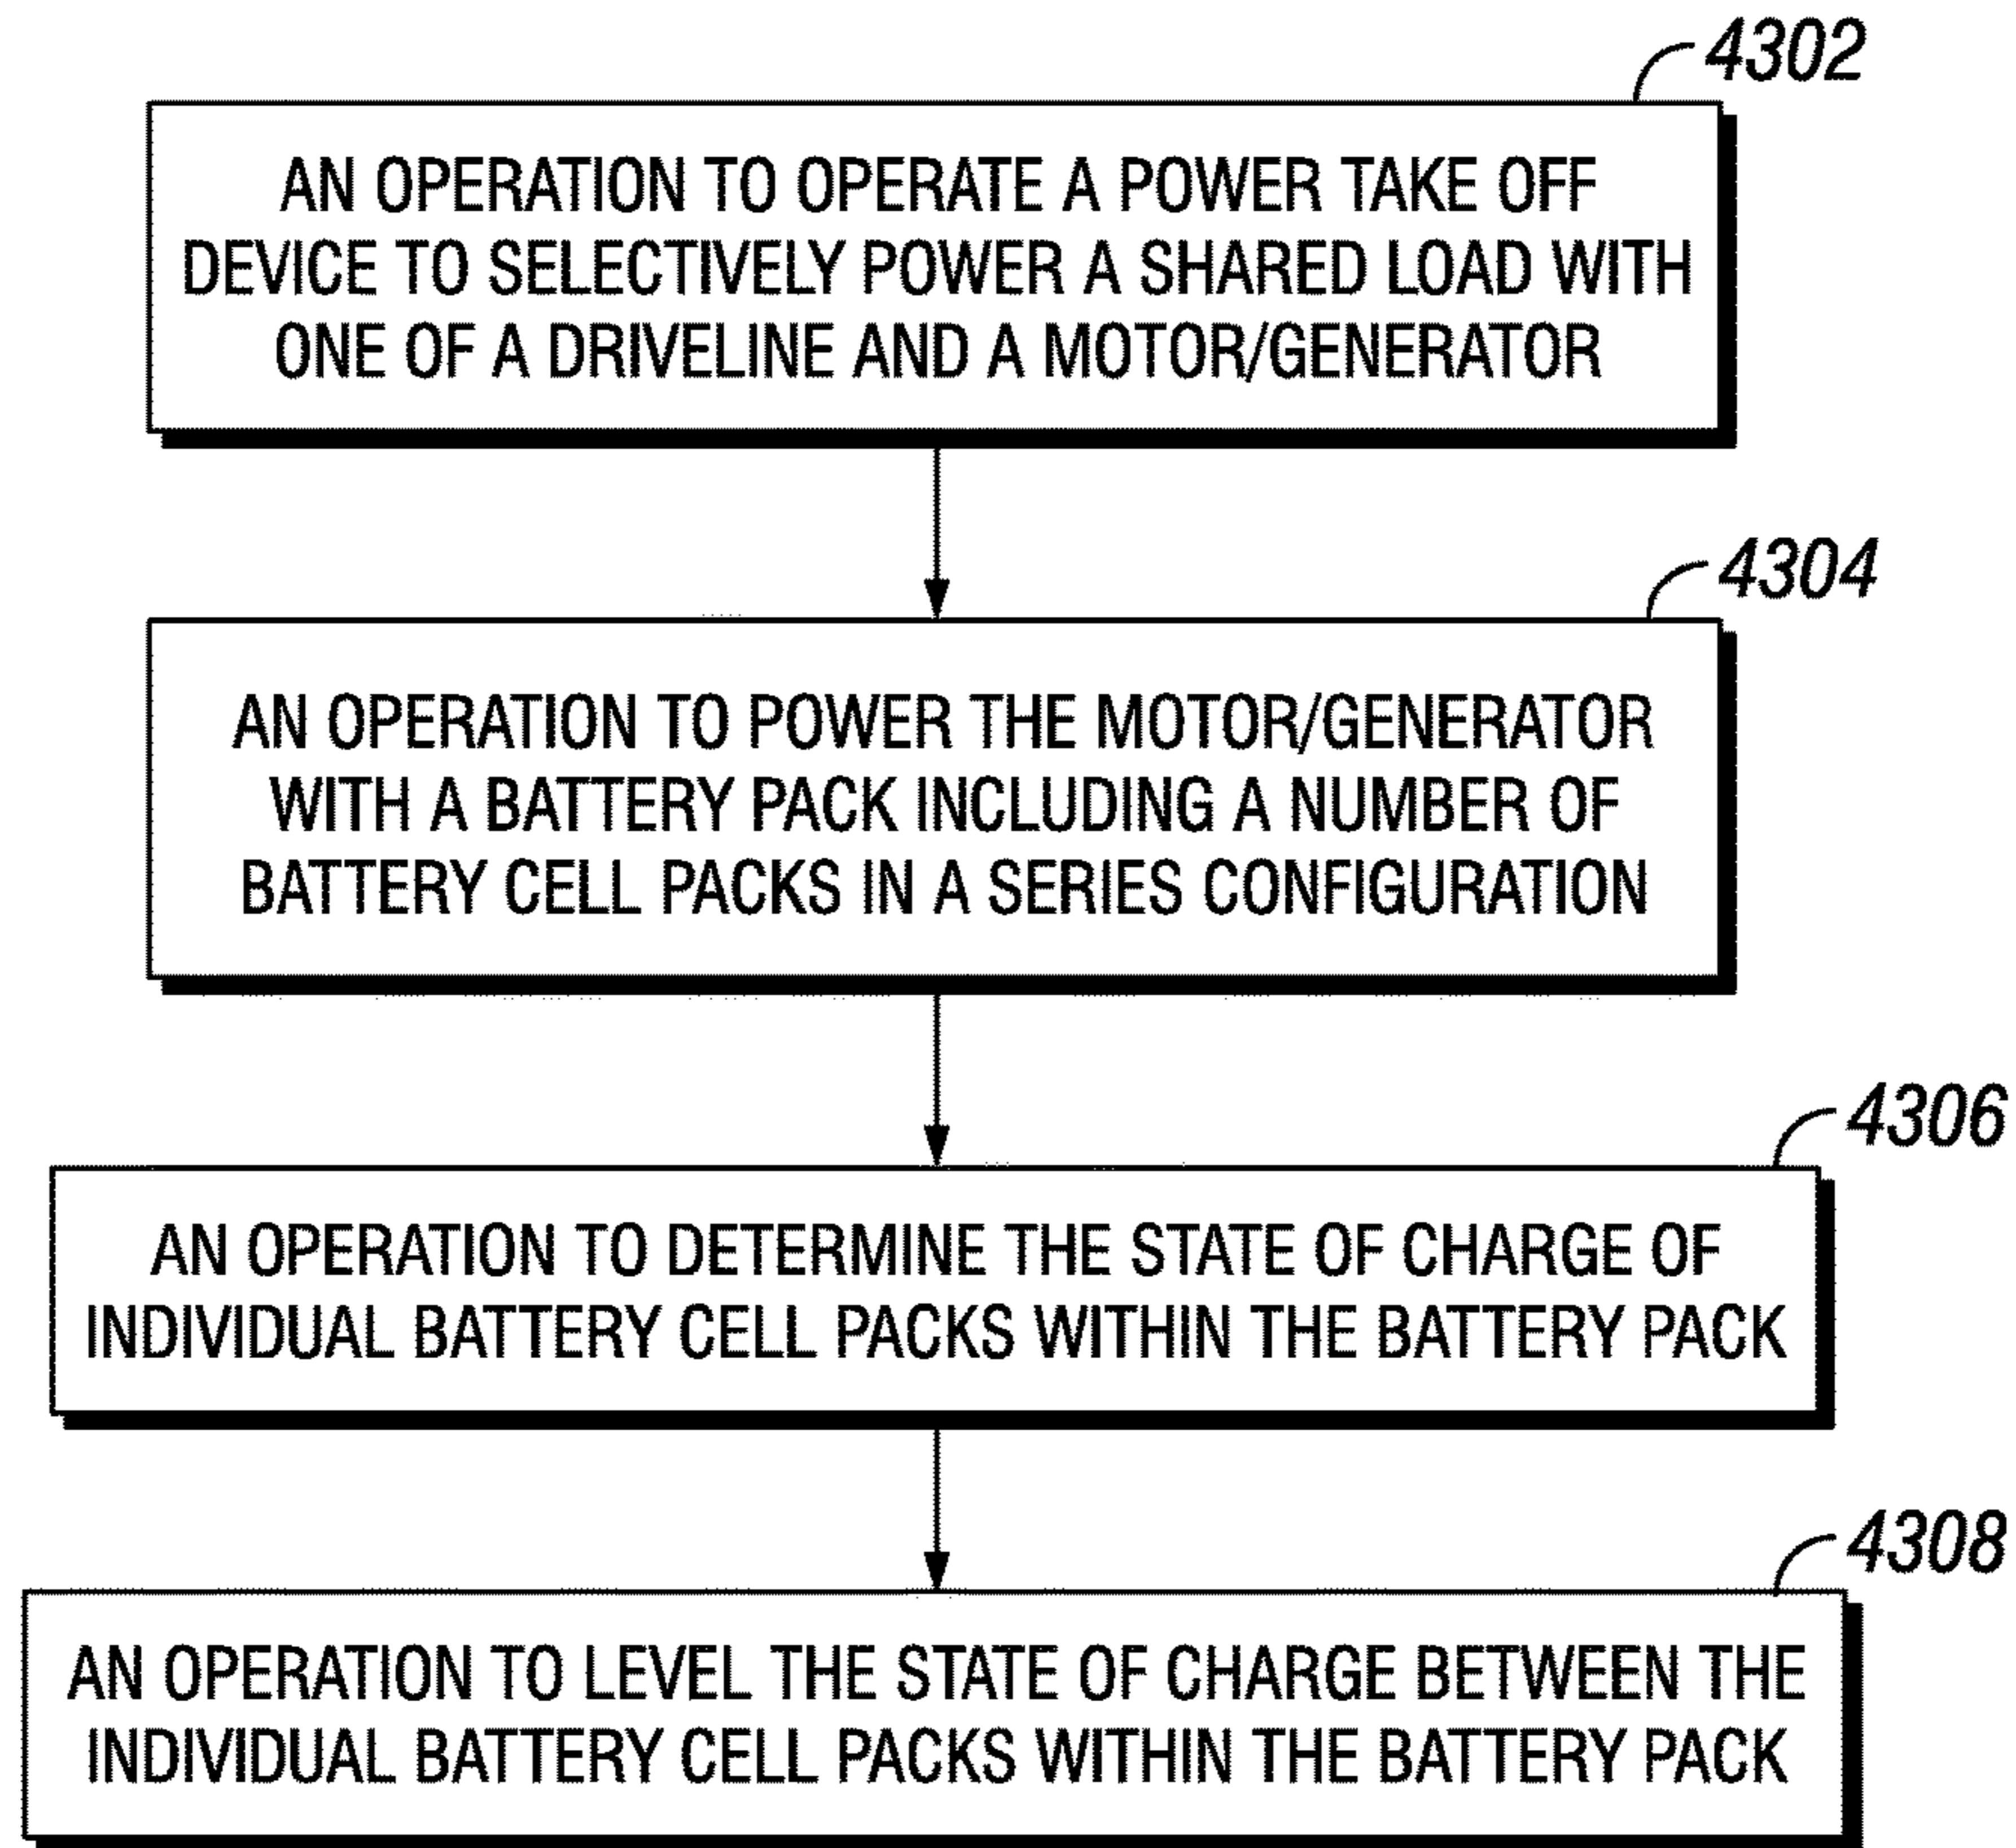 4302
AN OPERATION TO OPERATE A POWER TAKE OFF
DEVICE TO SELECTIVELY POWER A SHARED LOAD WITH
ONE OF A DRIVELINE AND A MOTOR/GENERATOR
4304
AN OPERATION TO POWER THE MOTOR/GENERATOR
WITH A BATTERY PACK INCLUDING A NUMBER OF
BATTERY CELL PACKS IN A SERIES CONFIGURATION
4306
AN OPERATION TO DETERMINE THE STATE OF CHARGE OF
INDIVIDUAL BATTERY CELL PACKS WITHIN THE BATTERY PACK
4308
AN OPERATION TO LEVEL THE STATE OF CHARGE BETWEEN THE
INDIVIDUAL BATTERY CELL PACKS WITHIN THE BATTERY PACK